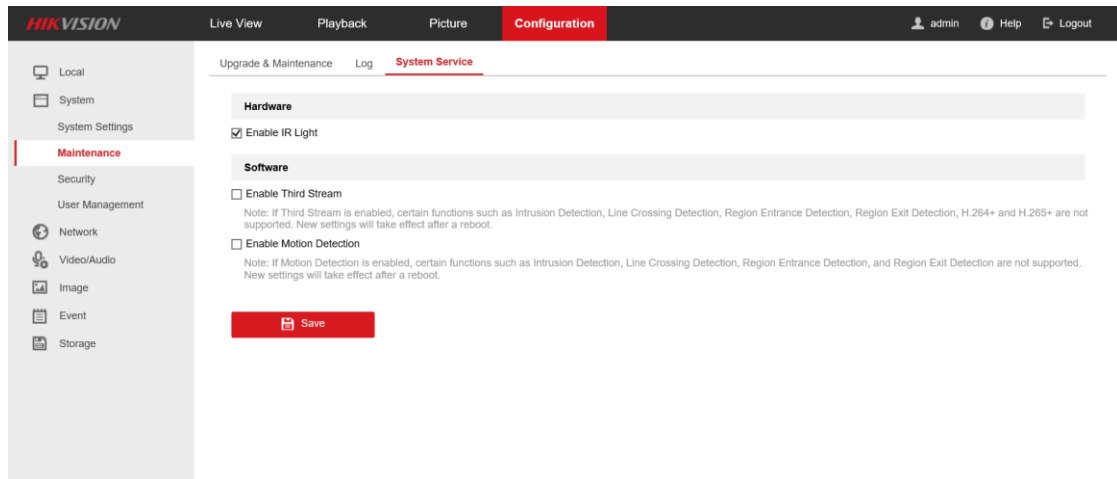 HIKVISION
Live View Playback Picture Configuration admin Help Logout
Local
System
System Settings
Maintenance
Security
User Management
Network
Video/Audio
Image
Event
Storage
Upgrade & Maintenance Log System Service
Hardware
Enable IR Light
Software
Enable Third Stream
Note: If Third Stream is enabled, certain functions such as Intrusion Detection, Line Crossing Detection, Region Entrance Detection, Region Exit Detection, H.264+ and H.265+ are not
supported. New settings will take effect after a reboot.
Enable Motion Detection
Note: If Motion Detection is enabled, certain functions such as Intrusion Detection, Line Crossing Detection, Region Entrance Detection, and Region Exit Detection are not supported.
New settings will take effect after a reboot.
Save